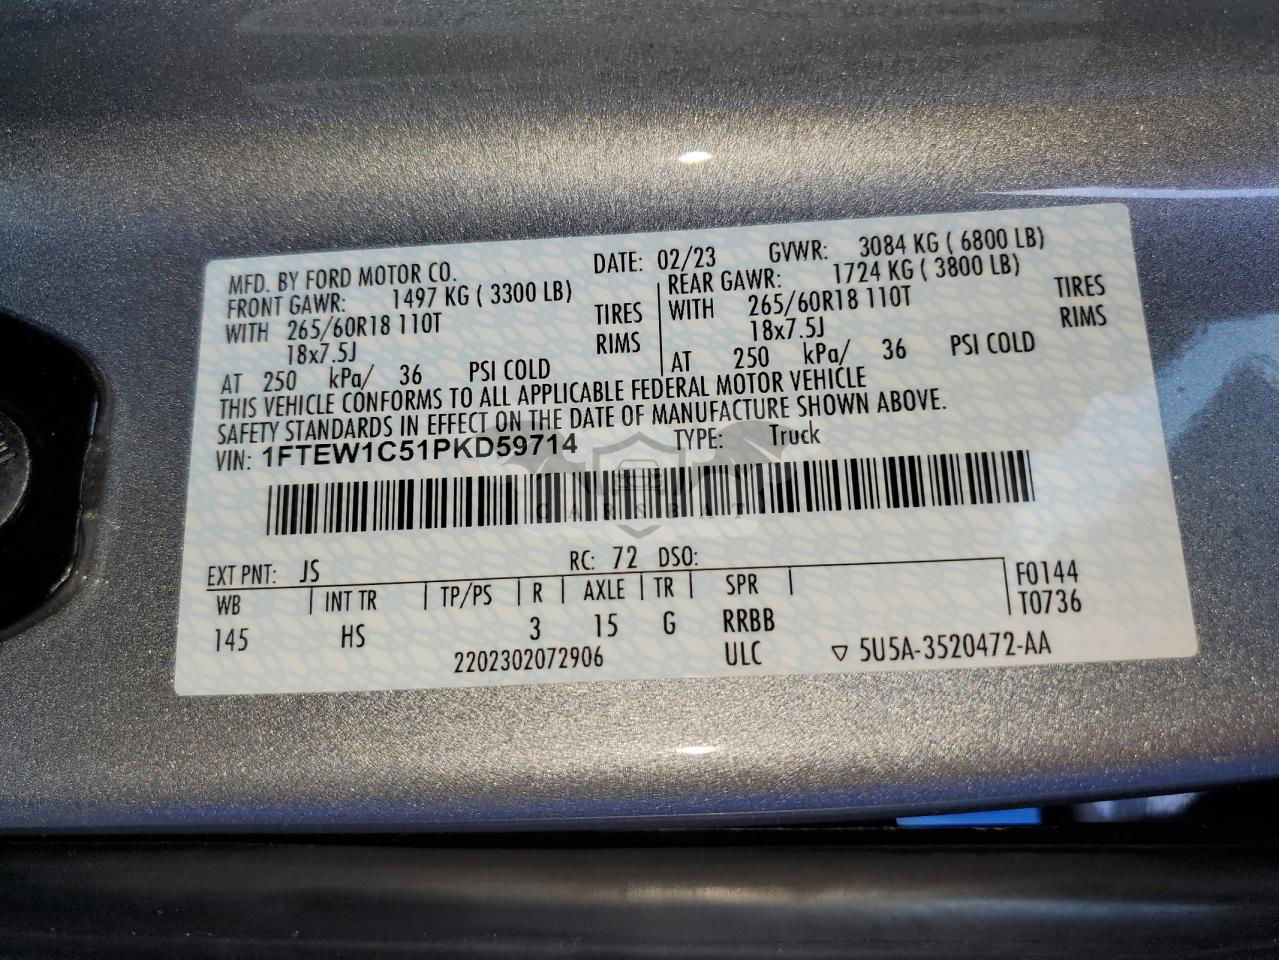 MFD. BY FORD MOTOR CO. DATE: 02/23 GVWR: 3084 KG ( 6800 LB)
FRONT GAWR: 1497 KG ( 3300 LB) REAR GAWR: 1724 KG ( 3800 LB)
WITH 265/60R18 110T TIRES WITH 265/60R18 110T TIRES
18x7.5J RIMS 18x7.5J RIMS
AT 250 kPa/ 36 PSI COLD AT 250 kPa/ 36 PSI COLD
THIS VEHICLE CONFORMS TO ALL APPLICABLE FEDERAL MOTOR VEHICLE
SAFETY STANDARDS IN EFFECT ON THE DATE OF MANUFACTURE SHOWN ABOVE.
VIN: 1FTEW1C51PKD59714 TYPE: Truck
CARSBAT
EXT PNT: JS RC: 72 DSO:
WB INT TR TP/PS R AXLE TR SPR F0144
145 HS 3 15 G RRBB T0736
2202302072906 ULC ▽ 5U5A-3520472-AA